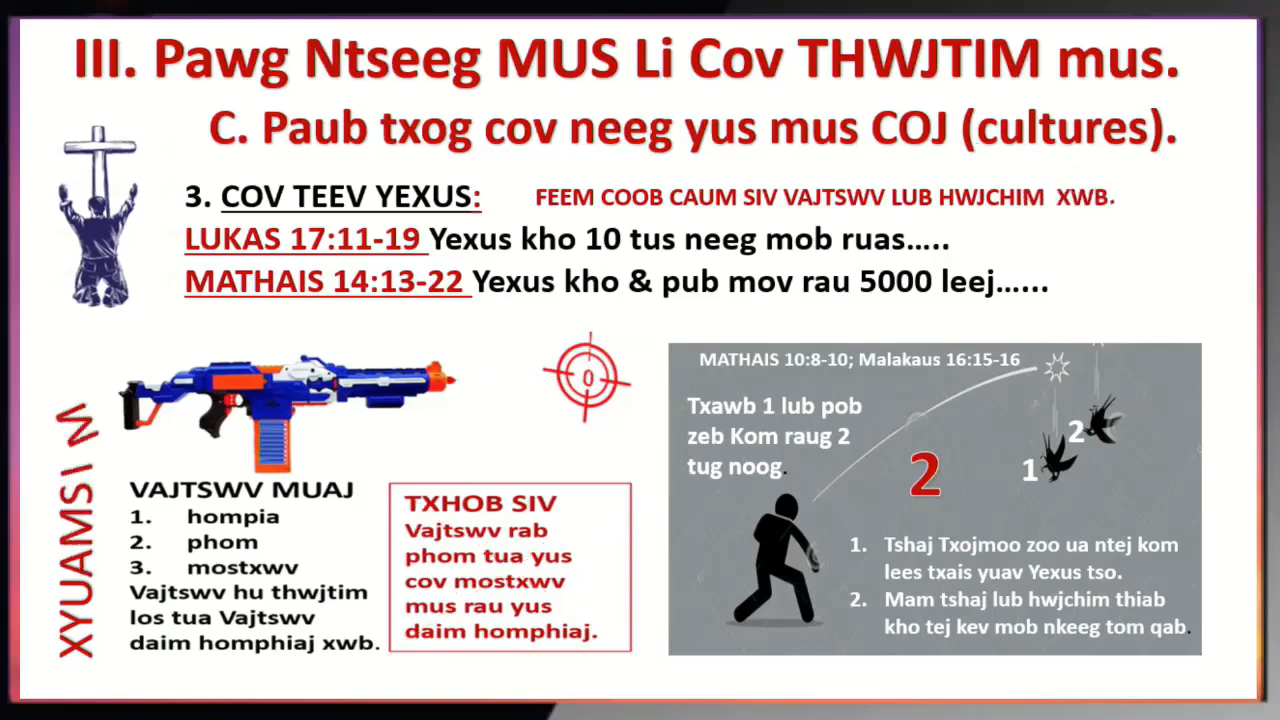 III. Pawg Ntseeg MUS Li Cov THWJTIM mus.
C. Paub txog cov neeg yus mus COJ (cultures).
3. COV TEEV YEXUS: FEEM COOB CAUM SIV VAJTSWV LUB HWJCHIM XWB.
LUKAS 17:11-19 Yexus kho 10 tus neeg mob ruas.....
MATHAIS 14:13-22 Yexus kho & pub mov rau 5000 leej......
XYUAMSI M
0
VAJTSWV MUAJ
1. hompia
2. phom
3. mostxwv
Vajtswv hu thwjtim
los tua Vajtswv
daim homphiaj xwb.
TXHOB SIV
Vajtswv rab
phom tua yus
cov mostxwv
mus rau yus
daim homphiaj.
MATHAIS 10:8-10; Malakaus 16:15-16
Txawb 1 lub pob
zeb Kom raug 2
tug noog.
2
1
2
1. Tshaj Txojmoo zoo ua ntej kom
lees txais yuav Yexus tso.
2. Mam tshaj lub hwjchim thiab
kho tej kev mob nkeeg tom qab.